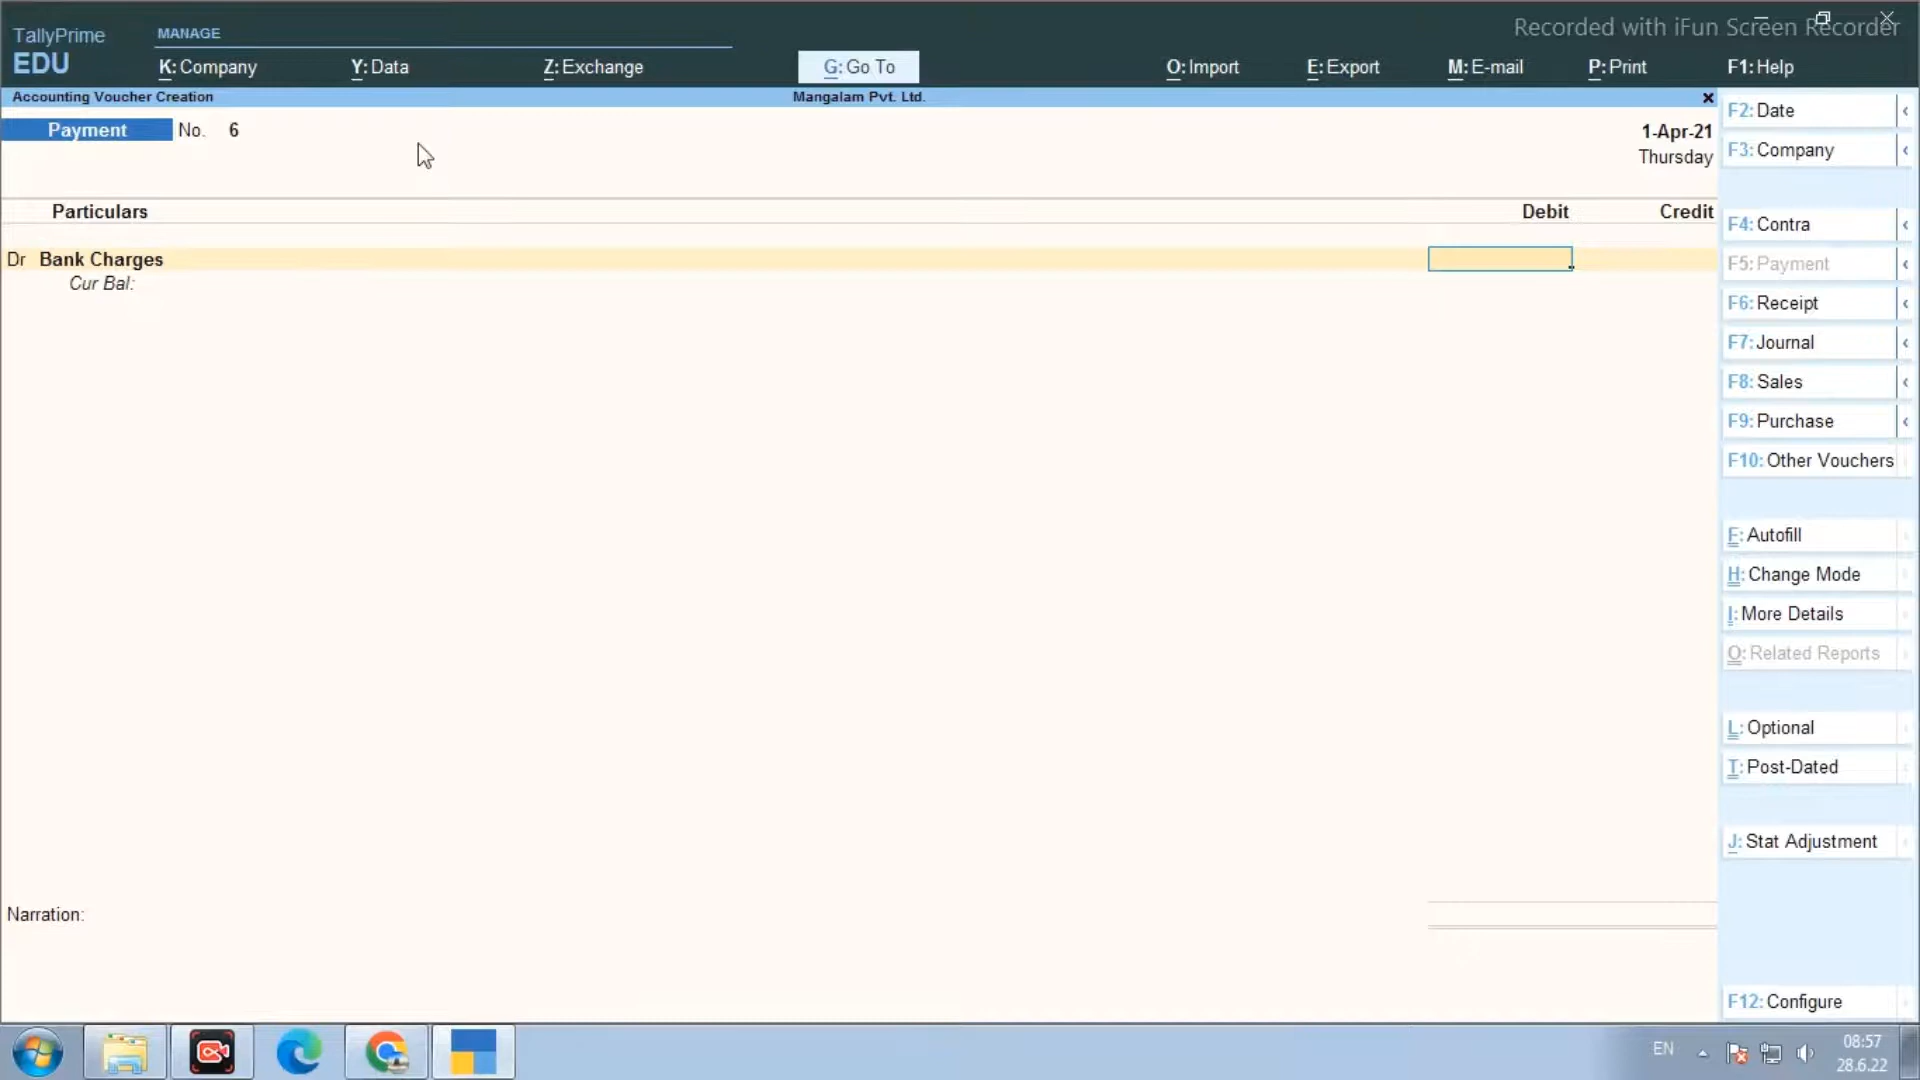 Recorded with iFun Screen Recorder
TallyPrime
EDU
MANAGE
K: Company
Y: Data
Z: Exchange
G: Go To
O: Import
E: Export
M: E-mail
P: Print
F1: Help
Accounting Voucher Creation
Mangalam Pvt. Ltd.
Payment No. 6
1-Apr-21
Thursday
Particulars Debit Credit
Dr Bank Charges
Cur Bal:
Narration:
F2: Date
F3: Company
F4: Contra
F5: Payment
F6: Receipt
F7: Journal
F8: Sales
F9: Purchase
F10: Other Vouchers
F: Autofill
H: Change Mode
I: More Details
O: Related Reports
L: Optional
T: Post-Dated
J: Stat Adjustment
F12: Configure
EN
08:57
28.6.22